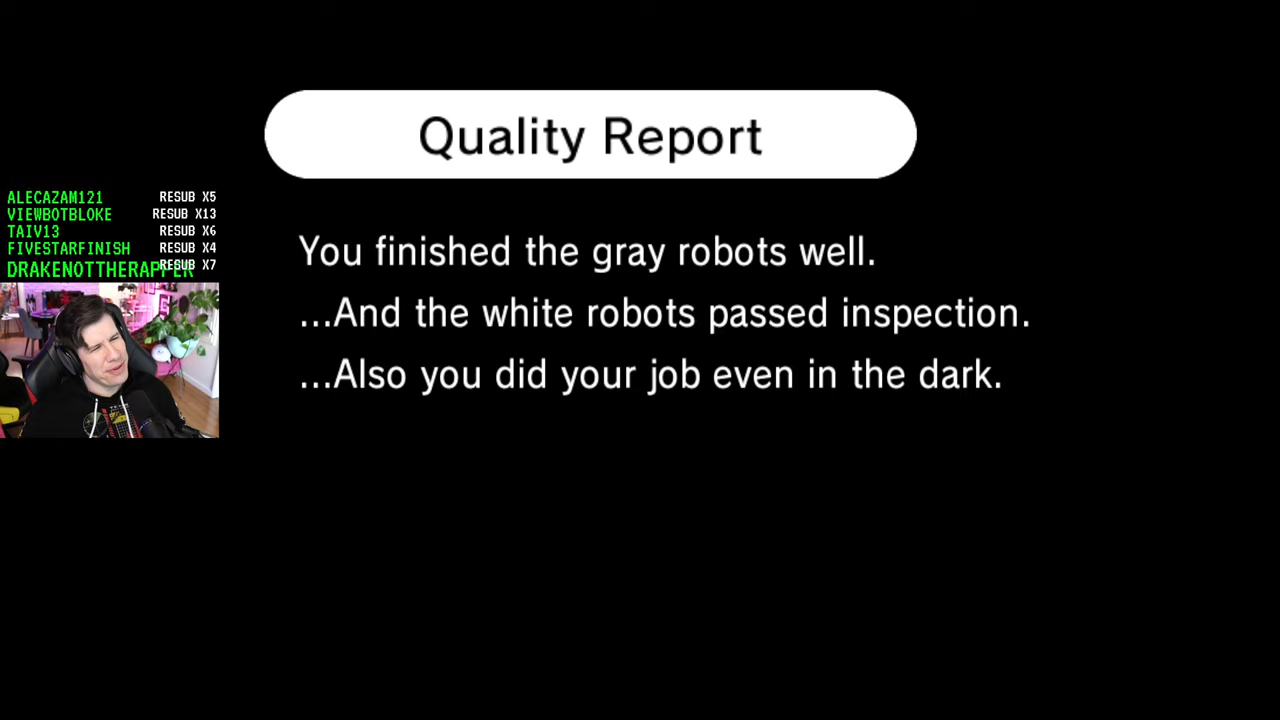 Quality Report
You finished the gray robots well.
...And the white robots passed inspection.
...Also you did your job even in the dark.
ALECAZAM121 RESUB X5
VIEWBOTBLOKE RESUB X13
TAIV13 RESUB X6
FIVESTARFINISH RESUB X4
DRAKENOTTHERAPPER RESUB X7